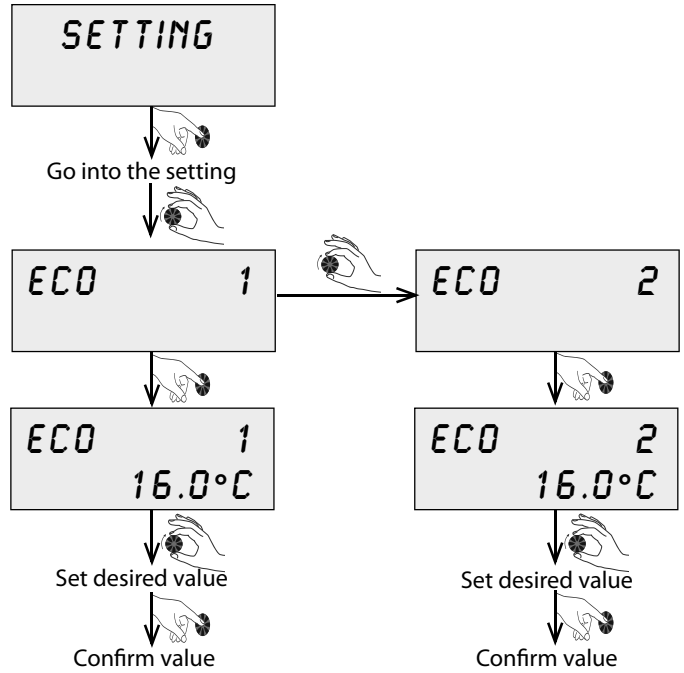 SETTING
Go into the setting
ECO 1
ECO 2
ECO 1
16.0°C
ECO 2
16.0°C
Set desired value
Set desired value
Confirm value
Confirm value